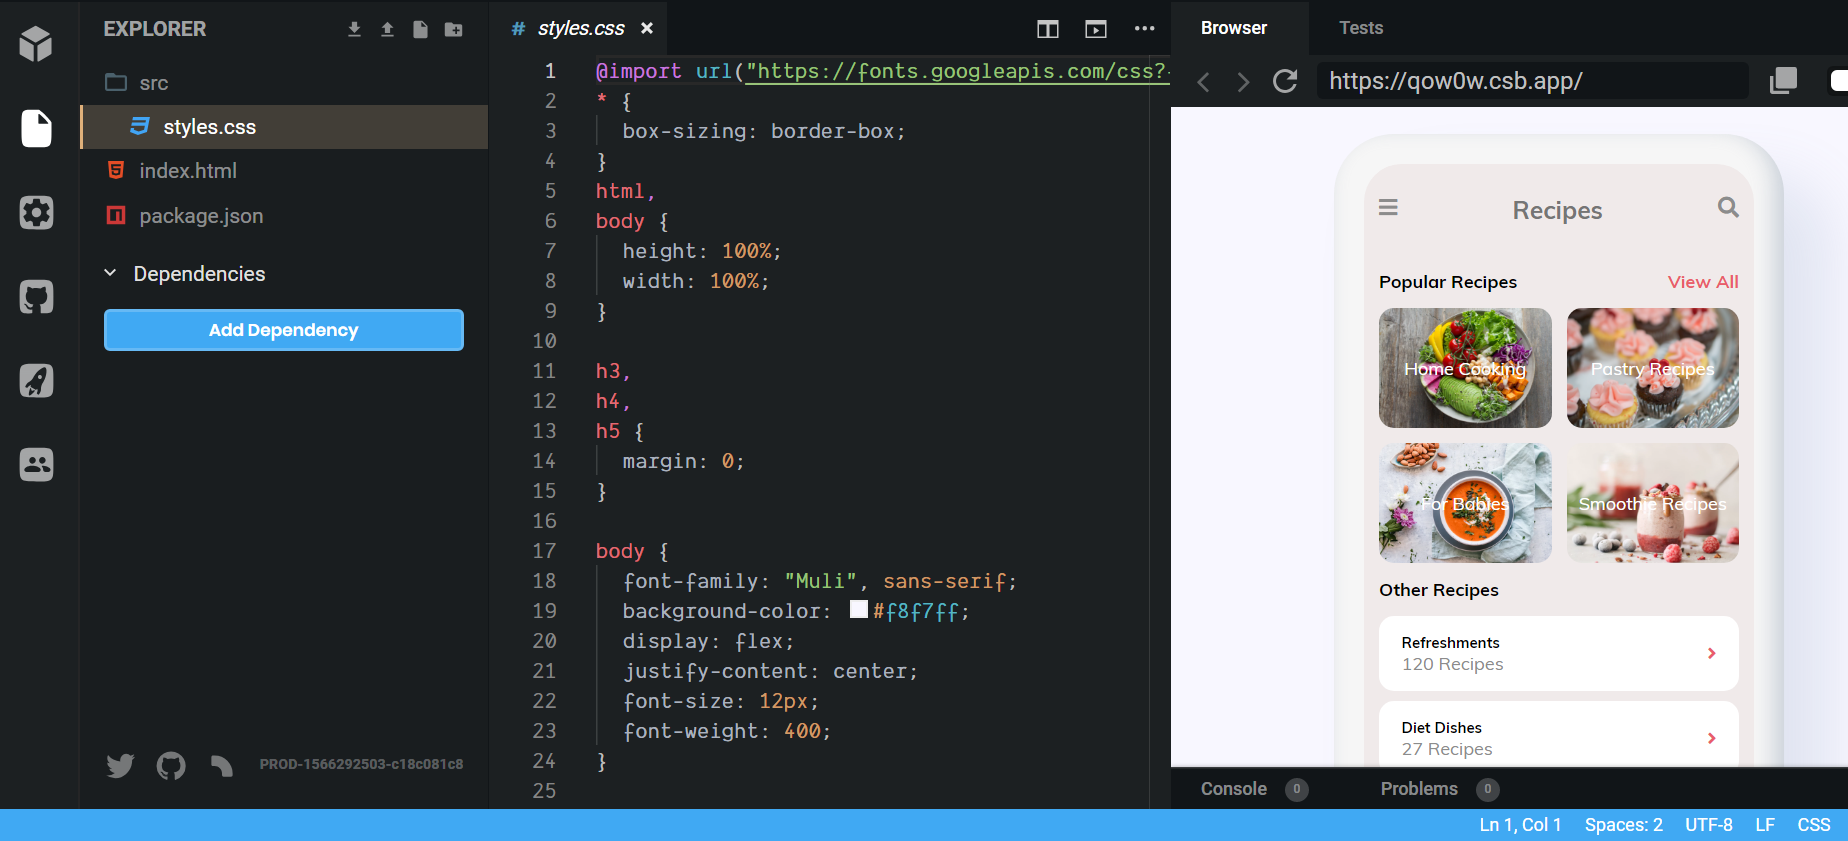 EXPLORER
src
styles.css
index.html
package.json
Dependencies
Add Dependency
PROD-1566292503-c18c081c8
# styles.css ×
1 @import url("https://fonts.googleapis.com/css?
2 * {
3 box-sizing: border-box;
4 }
5 html,
6 body {
7 height: 100%;
8 width: 100%;
9 }
10
11 h3,
12 h4,
13 h5 {
14 margin: 0;
15 }
16
17 body {
18 font-family: "Muli", sans-serif;
19 background-color: #f8f7ff;
20 display: flex;
21 justify-content: center;
22 font-size: 12px;
23 font-weight: 400;
24 }
25
Browser Tests
https://qow0w.csb.app/
Recipes
Popular Recipes View All
Home Cooking Pastry Recipes
For Babies Smoothie Recipes
Other Recipes
Refreshments
120 Recipes
Diet Dishes
27 Recipes
Console 0 Problems 0
Ln 1, Col 1 Spaces: 2 UTF-8 LF CSS